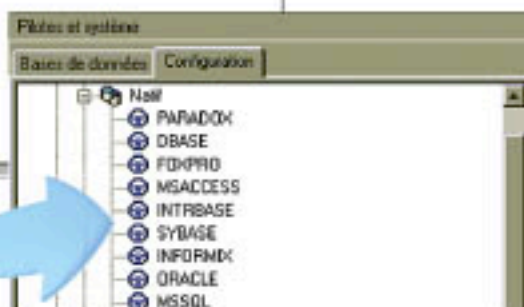 Pilotes et système
Bases de données Configuration
Natif
PARADOX
DBASE
FOXPRO
MSACCESS
INTRBASE
SYBASE
INFORMIX
ORACLE
MSSQL